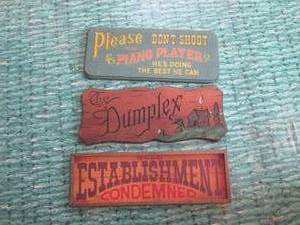 Please DON'T SHOOT
THE PIANO PLAYER
HE'S DOING
THE BEST HE CAN
The
Dumplex
ESTABLISHMENT
CONDEMNED